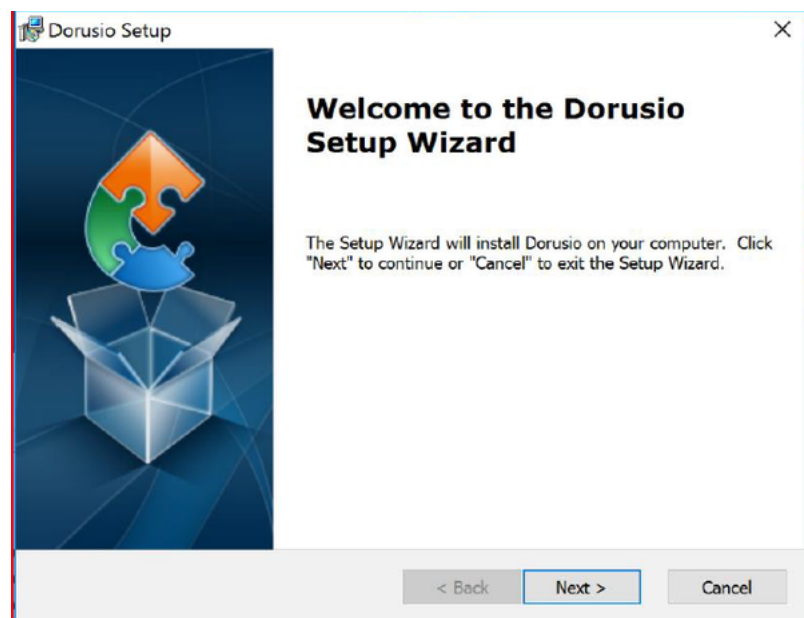 Dorusio Setup
Welcome to the Dorusio
Setup Wizard
The Setup Wizard will install Dorusio on your computer.  Click
"Next" to continue or "Cancel" to exit the Setup Wizard.
< Back
Next >
Cancel